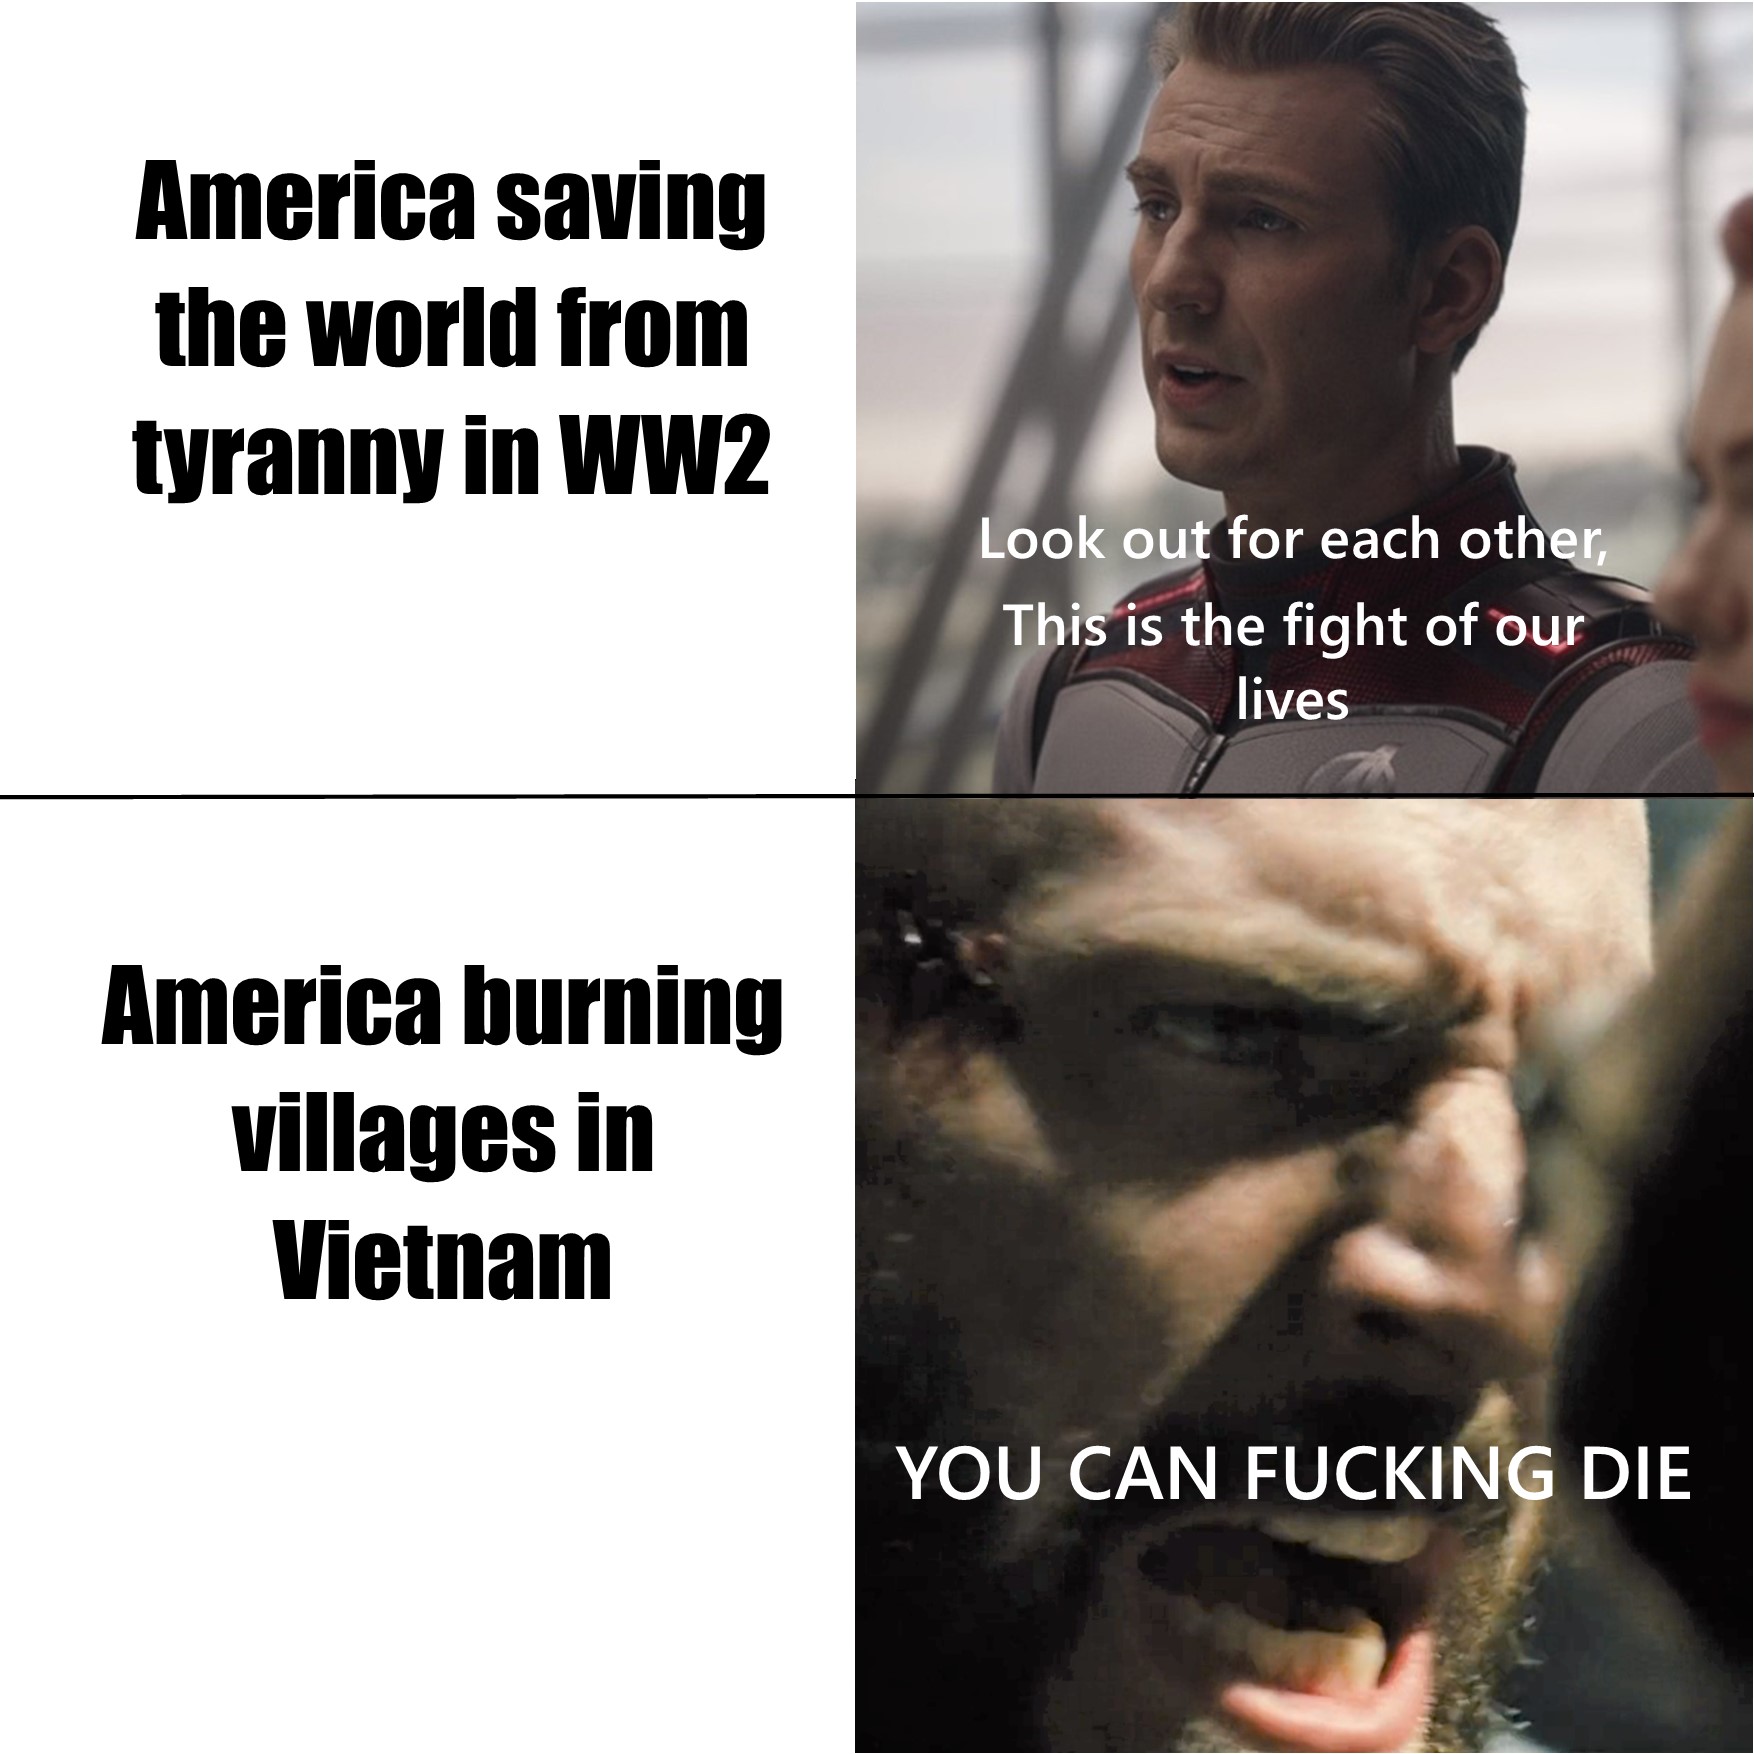 America saving
the world from
tyranny in WW2
Look out for each other,
This is the fight of our
lives
America burning
villages in
Vietnam
YOU CAN FUCKING DIE